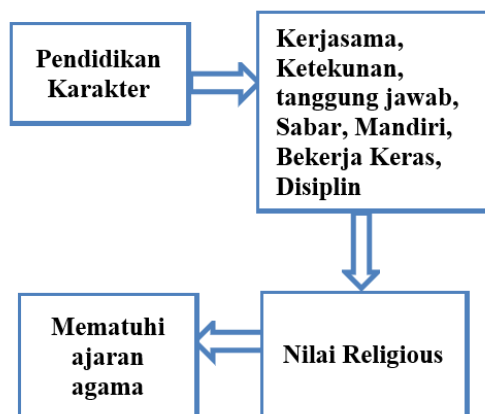 Pendidikan
Karakter
Kerjasama,
Ketekunan,
tanggung jawab,
Sabar, Mandiri,
Bekerja Keras,
Disiplin
Nilai Religious
Mematuhi
ajaran
agama